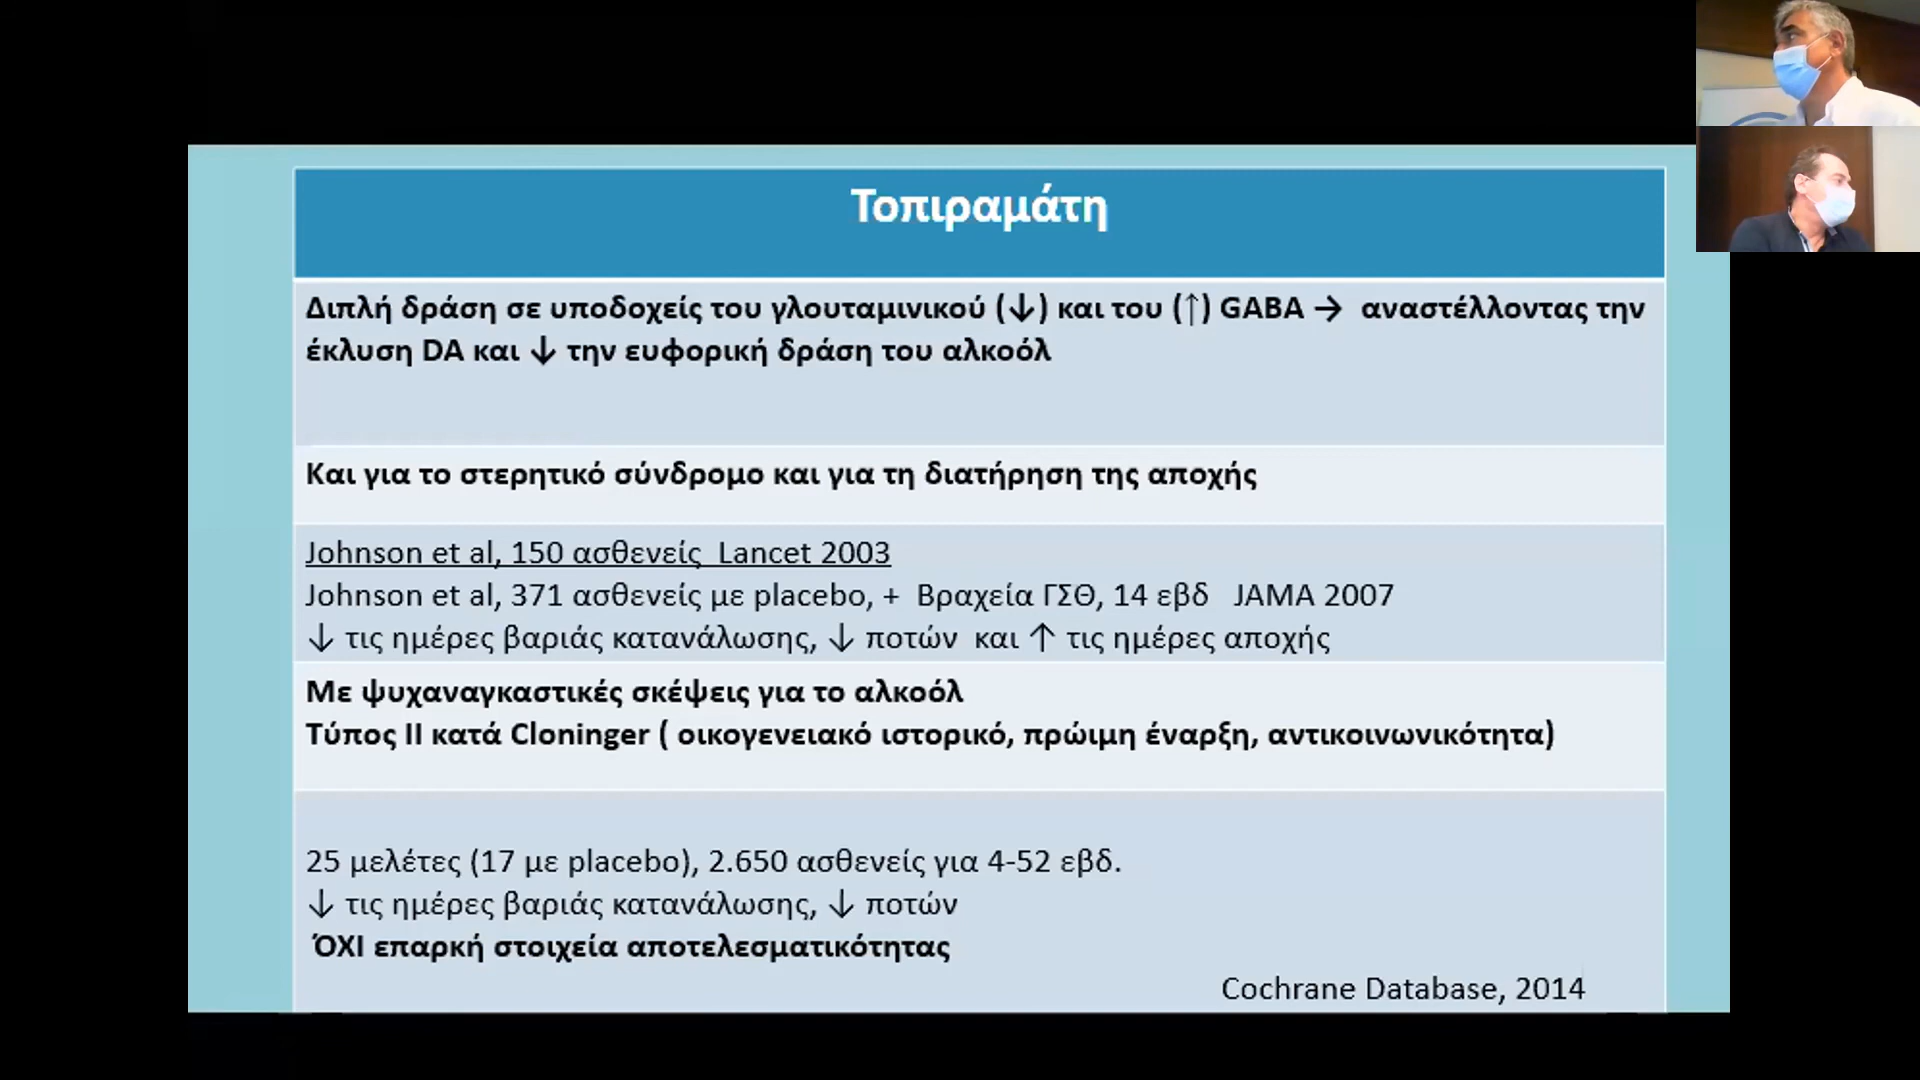 Τοπιραμάτη
Διπλή δράση σε υποδοχείς του γλουταμινικού (↓) και του (↑) GABA → αναστέλλοντας την
έκλυση DA και ↓ την ευφορική δράση του αλκοόλ
Και για το στερητικό σύνδρομο και για τη διατήρηση της αποχής
Johnson et al, 150 ασθενείς Lancet 2003
Johnson et al, 371 ασθενείς με placebo, + Βραχεία ΓΣΘ, 14 εβδ JAMA 2007
↓ τις ημέρες βαριάς κατανάλωσης, ↓ ποτών και ↑ τις ημέρες αποχής
Με ψυχαναγκαστικές σκέψεις για το αλκοόλ
Τύπος ΙΙ κατά Cloninger ( οικογενειακό ιστορικό, πρώιμη έναρξη, αντικοινωνικότητα)
25 μελέτες (17 με placebo), 2.650 ασθενείς για 4-52 εβδ.
↓ τις ημέρες βαριάς κατανάλωσης, ↓ ποτών
ΌΧΙ επαρκή στοιχεία αποτελεσματικότητας
Cochrane Database, 2014